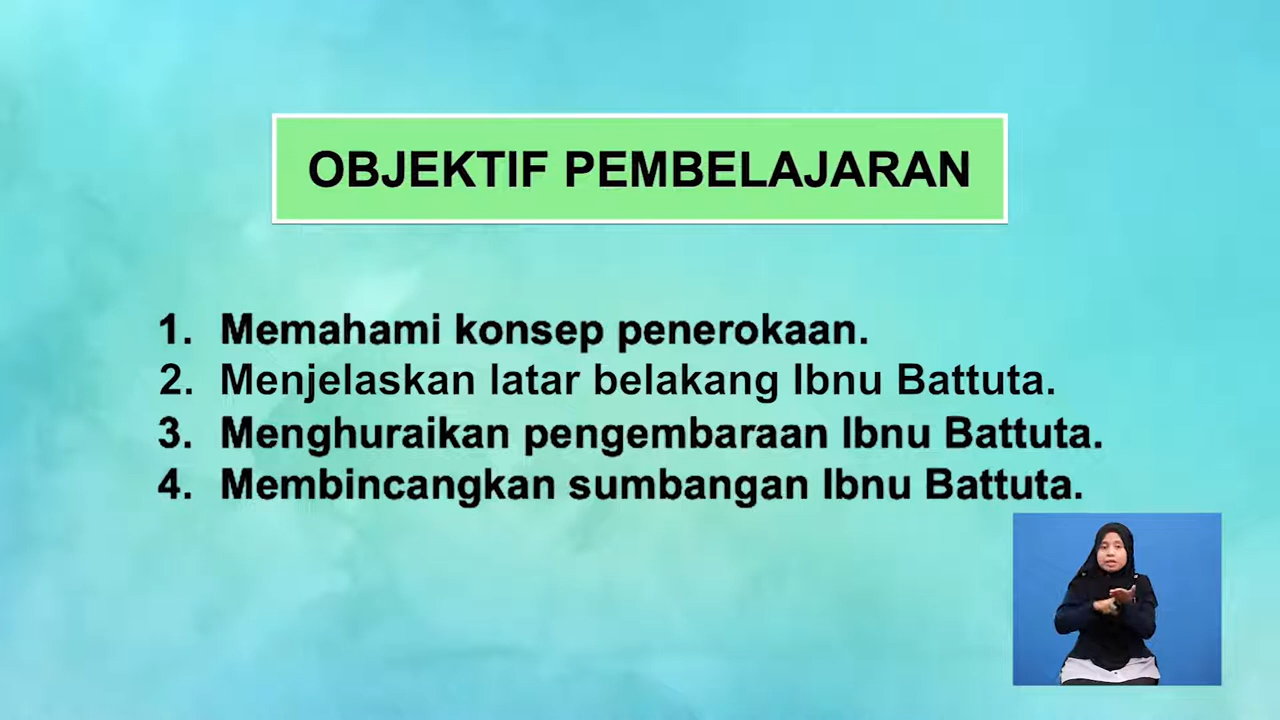 OBJEKTIF PEMBELAJARAN
1. Memahami konsep penerokaan.
2. Menjelaskan latar belakang Ibnu Battuta.
3. Menghuraikan pengembaraan Ibnu Battuta.
4. Membincangkan sumbangan Ibnu Battuta.